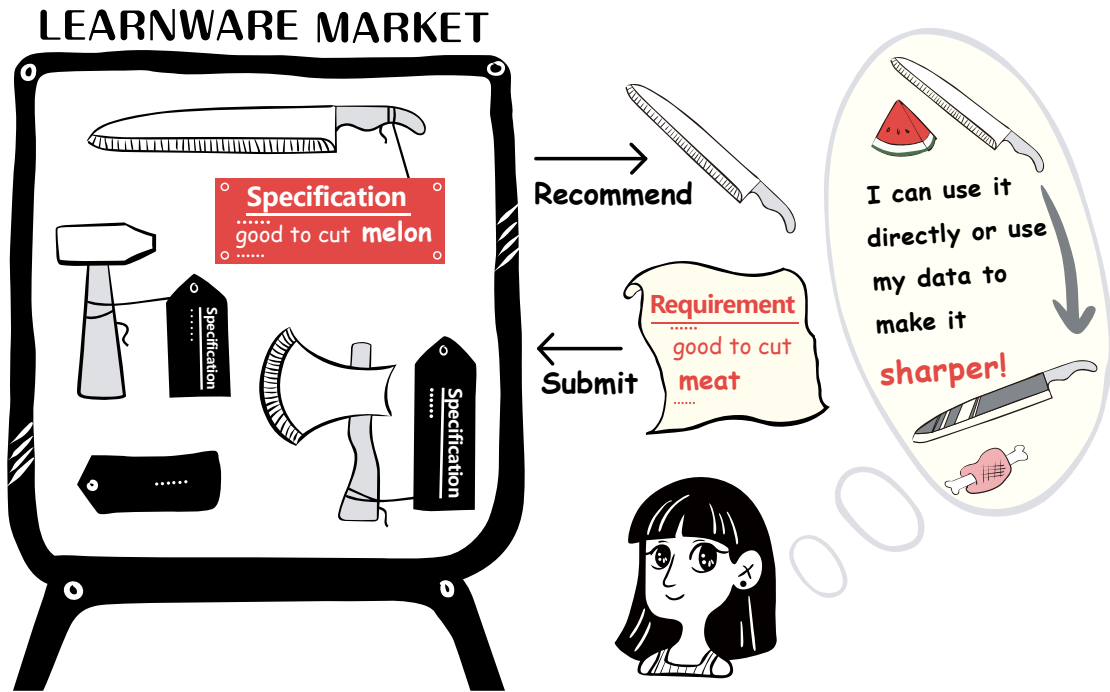 LEARNWARE MARKET
Specification
good to cut melon
Specification
Specification
Recommend
Requirement
good to cut
meat
Submit
I can use it
directly or use
my data to
make it
sharper!